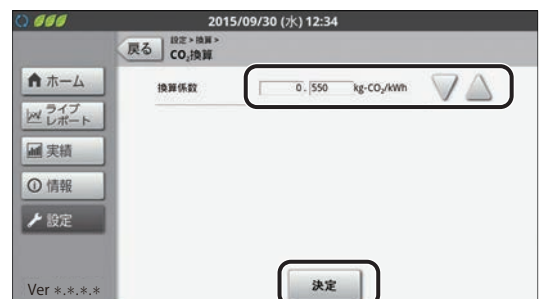 2015/09/30 (水) 12:34
戻る
設定 > 換算 >
CO₂換算
ホーム
ライブ
レポート
実績
情報
設定
Ver *.*.*.*
換算係数 0. 550 kg-CO₂/kWh
決定